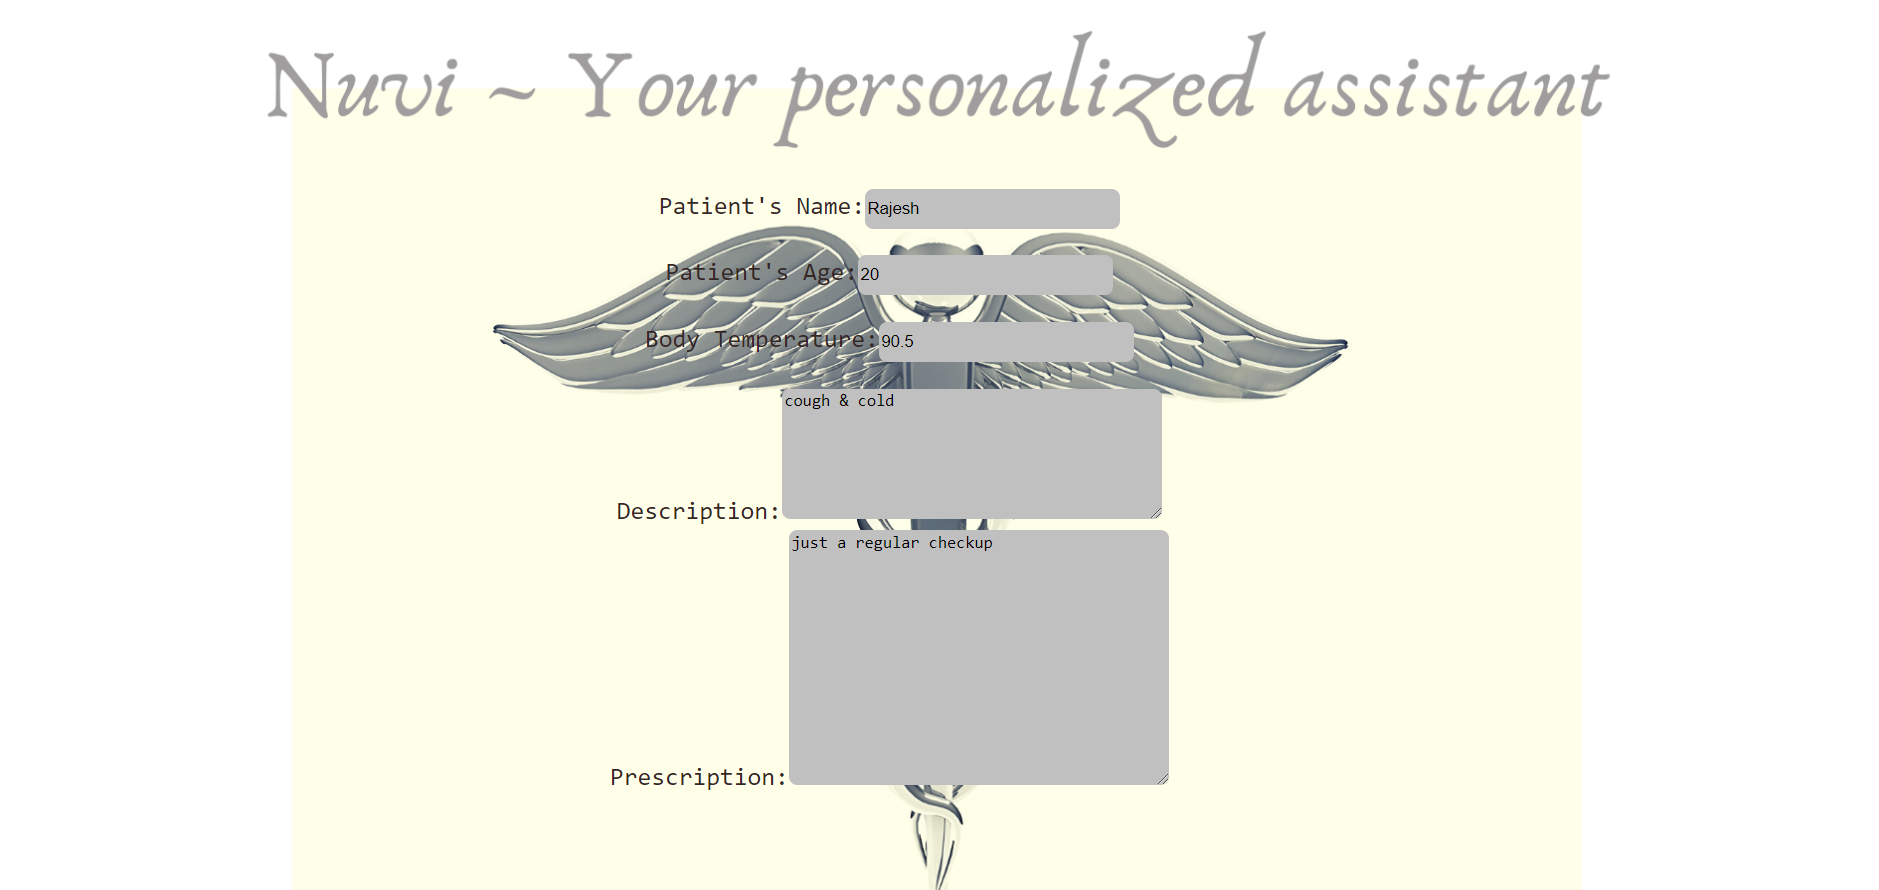 Nuvi ~ Your personalized assistant
Patient's Name: Rajesh
Patient's Age: 20
Body Temperature: 90.5
cough & cold
Description:
just a regular checkup
Prescription: